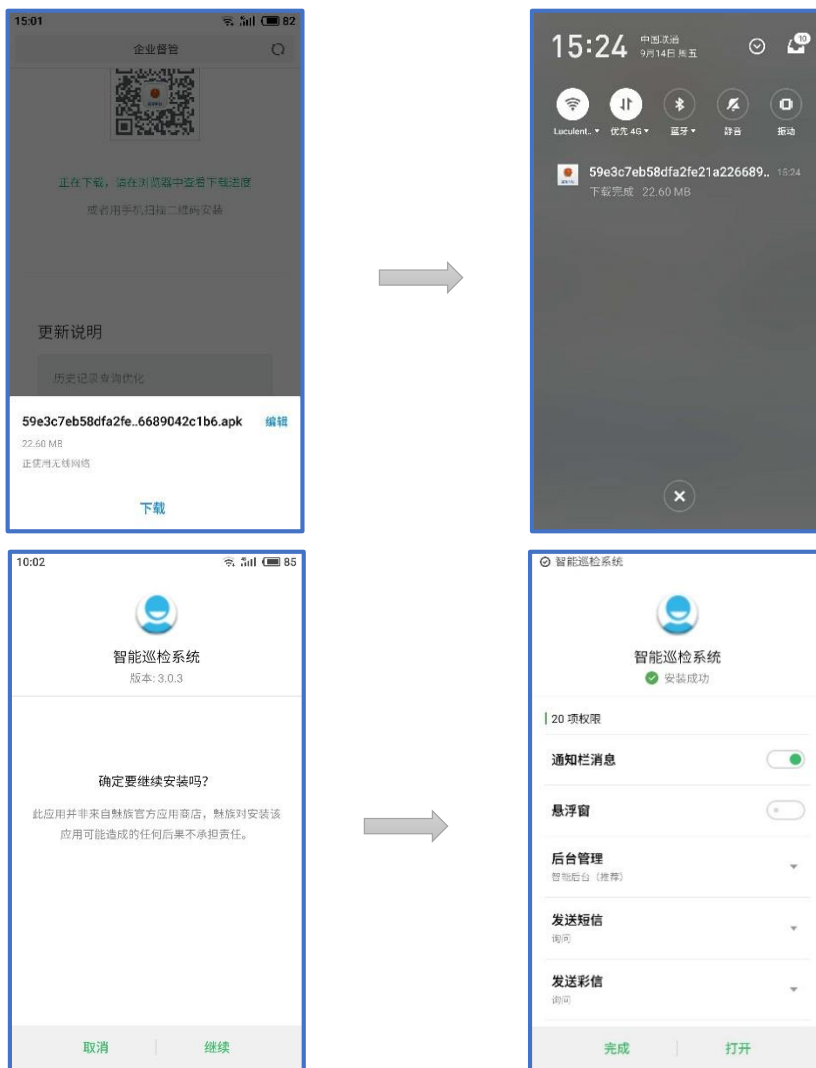 15:01
82
企业督管
正在下载，请在浏览器中查看下载进度
或者用手机扫描二维码安装
更新说明
历史记录查询优化
59e3c7eb58dfa2fe..6689042c1b6.apk 编辑
22.60 MB
正使用无线网络
下载
15:24
中国联通
9月14日 周五
10
Luculent..
优先 4G
蓝牙
静音
振动
59e3c7eb58dfa2fe21a226689.. 15:24
下载完成 22.60 MB
10:02
85
智能巡检系统
版本: 3.0.3
确定要继续安装吗？
此应用并非来自魅族官方应用商店，魅族对安装该
应用可能造成的任何后果不承担责任。
取消
继续
智能巡检系统
智能巡检系统
安装成功
20 项权限
通知栏消息
悬浮窗
后台管理
智能后台（推荐）
发送短信
询问
发送彩信
询问
完成
打开